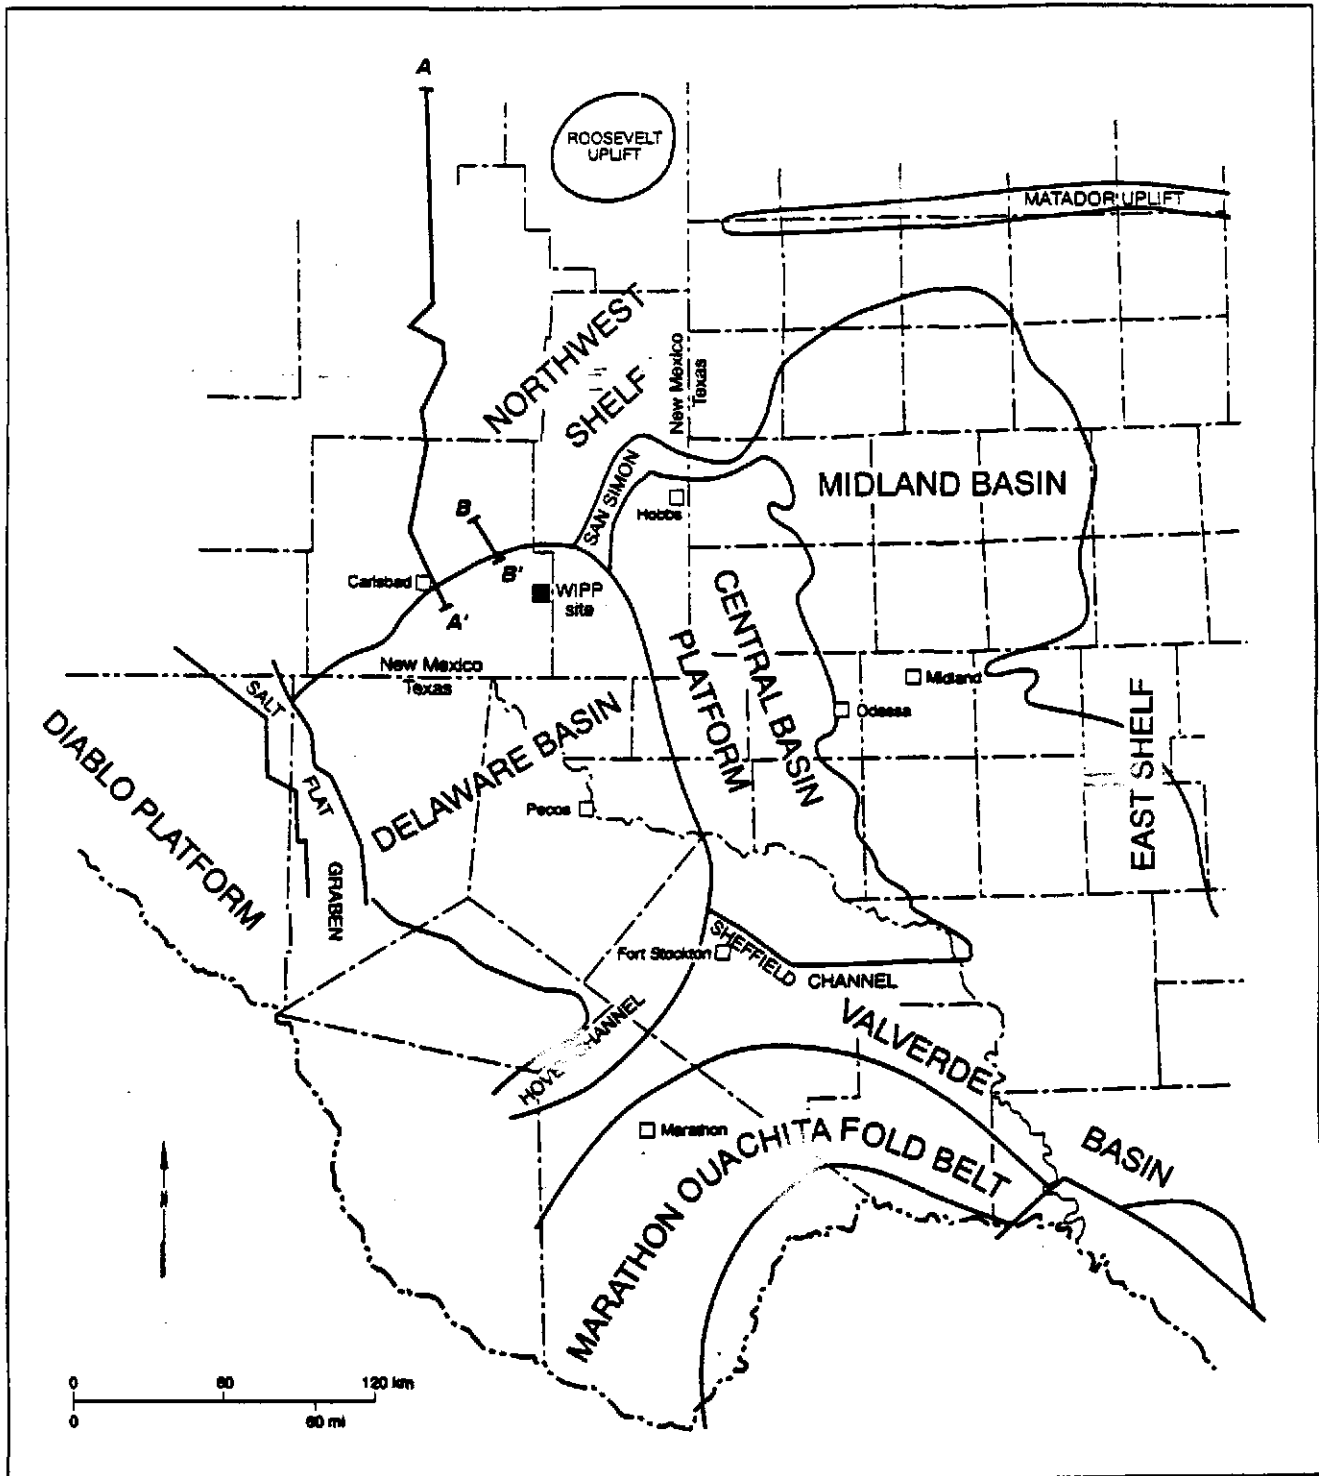 A
ROOSEVELT
UPLIFT
MATADOR UPLIFT
NORTHWEST
SHELF
New Mexico
Texas
SAN SIMON
MIDLAND BASIN
Hobbs
B
B'
Carlsbad
WIPP
site
A'
CENTRAL BASIN
PLATFORM
New Mexico
Texas
SALT
FLAT
GRABEN
DIABLO PLATFORM
DELAWARE BASIN
Midland
Odessa
Pecos
EAST SHELF
Fort Stockton
SHEFFIELD
CHANNEL
CHANNEL
VALVERDE
BASIN
Marathon
MARATHON OUACHITA FOLD BELT
0
60
120 km
0
60 mi